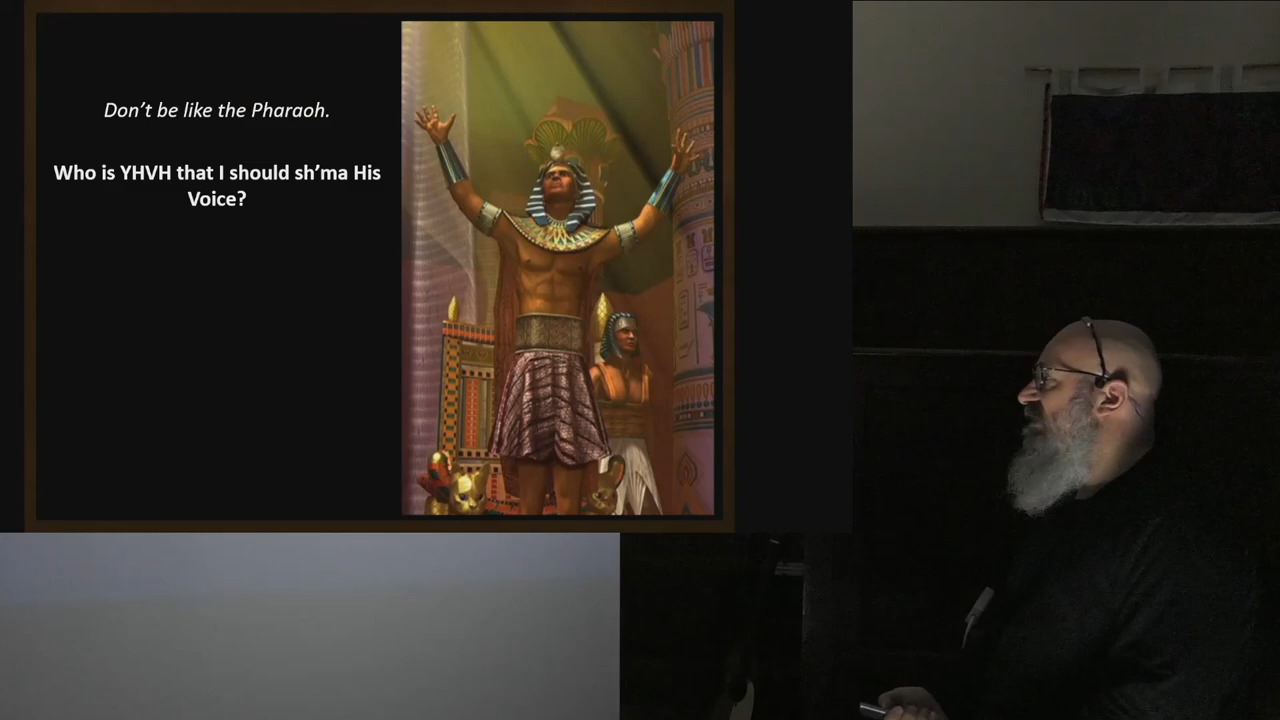 Don't be like the Pharaoh.
Who is YHVH that I should sh'ma His
Voice?